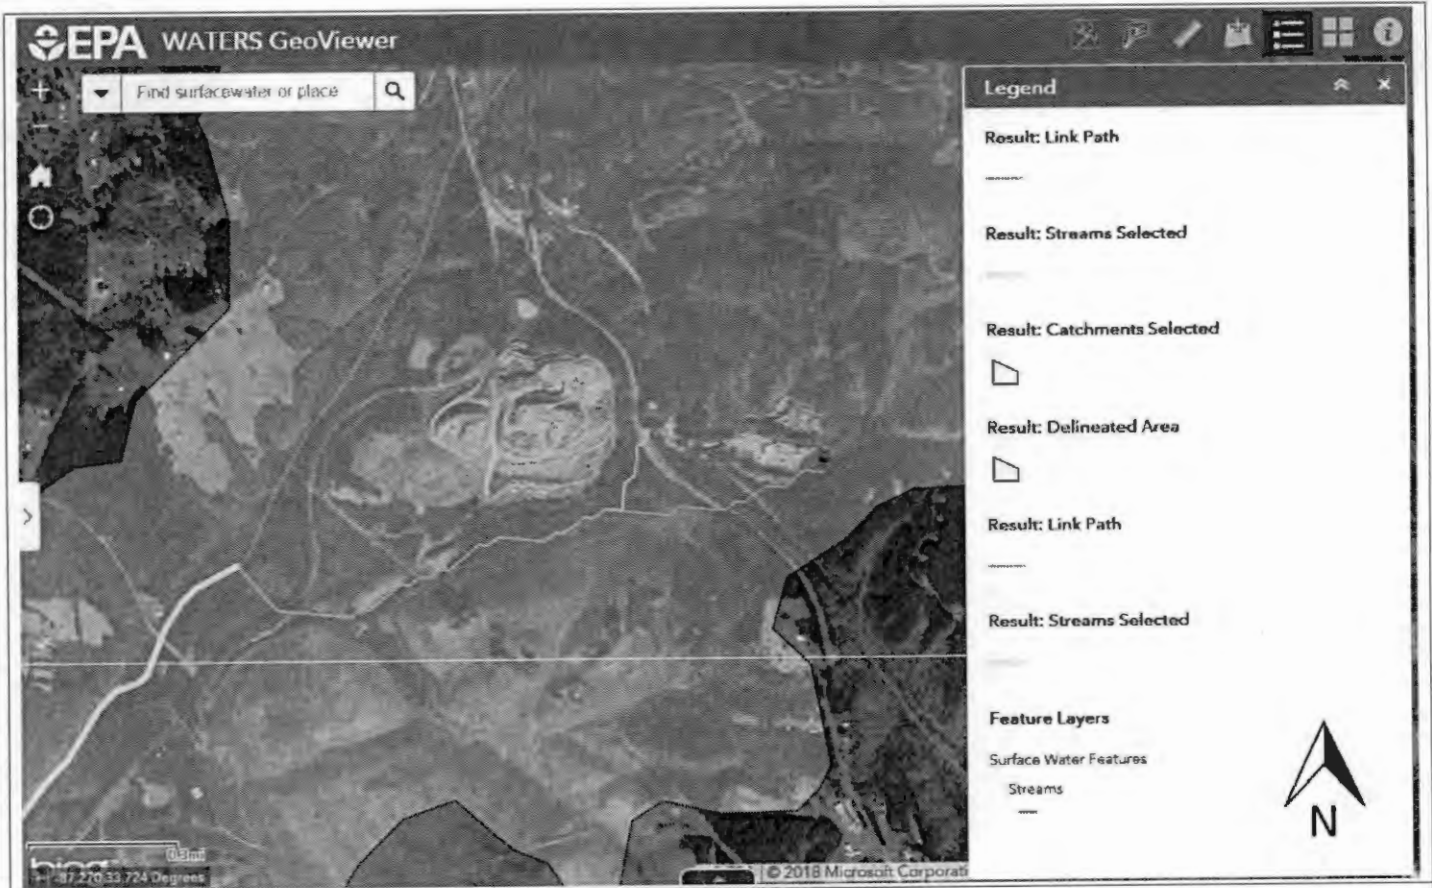 EPA WATERS GeoViewer
Find surfacewater or place
Legend
Result: Link Path
Result: Streams Selected
Result: Catchments Selected
Result: Delineated Area
Result: Link Path
Result: Streams Selected
Feature Layers
Surface Water Features
Streams
N
0.3mi
bing
-87.270 33.724 Degrees
© 2018 Microsoft Corporati